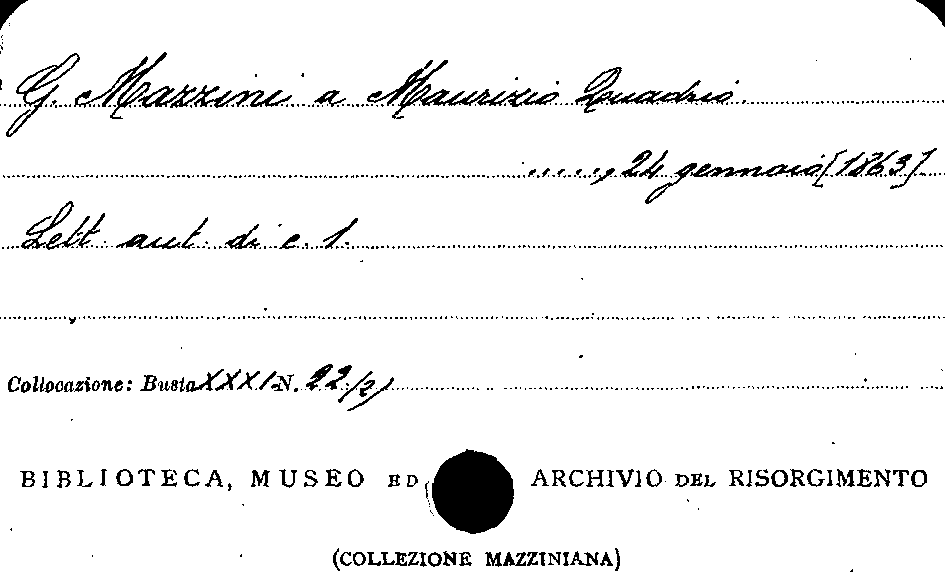 G. Mazzini a Maurizio Quadrio.
....., 24 gennaio [1863]
Lett. aut. di c. 1.
Collocazione: Busta XXXI N. 22/2)
BIBLIOTECA, MUSEO ED ARCHIVIO DEL RISORGIMENTO
(COLLEZIONE MAZZINIANA)